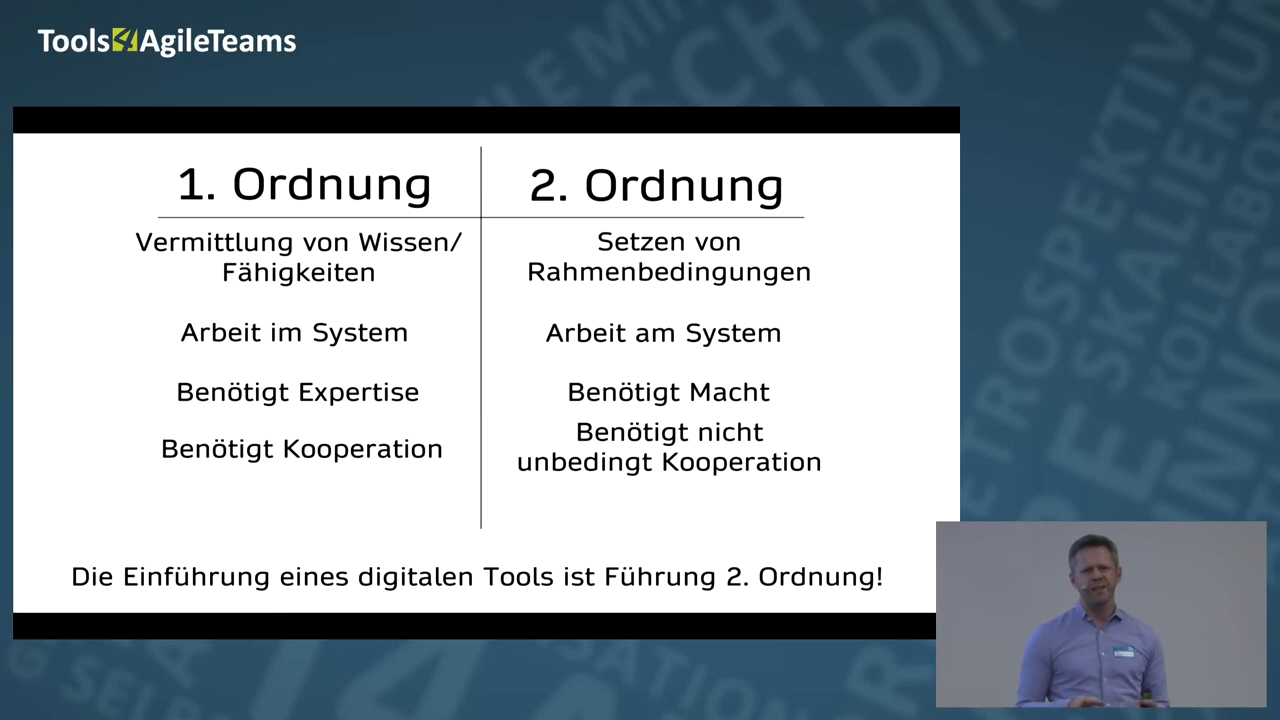 Tools4AgileTeams
1. Ordnung
Vermittlung von Wissen/
Fähigkeiten
Arbeit im System
Benötigt Expertise
Benötigt Kooperation
2. Ordnung
Setzen von
Rahmenbedingungen
Arbeit am System
Benötigt Macht
Benötigt nicht
unbedingt Kooperation
Die Einführung eines digitalen Tools ist Führung 2. Ordnung!